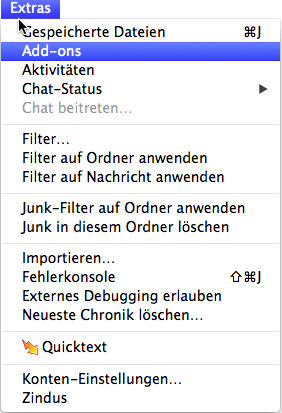 Extras
Gespeicherte Dateien ⌘J
Add-ons
Aktivitäten
Chat-Status
Chat beitreten...
Filter...
Filter auf Ordner anwenden
Filter auf Nachricht anwenden
Junk-Filter auf Ordner anwenden
Junk in diesem Ordner löschen
Importieren...
Fehlerkonsole ⇧⌘J
Externes Debugging erlauben
Neueste Chronik löschen...
Quicktext
Konten-Einstellungen...
Zindus